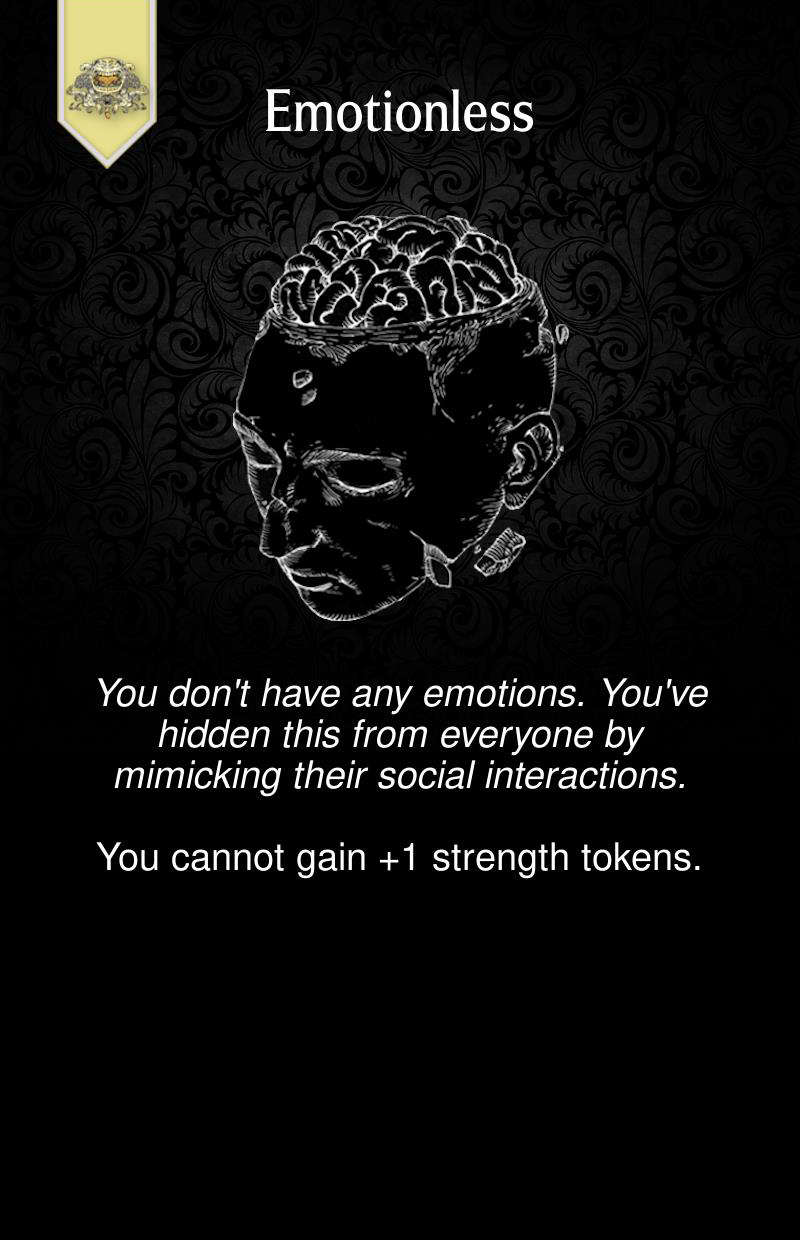 Emotionless
You don't have any emotions. You've
hidden this from everyone by
mimicking their social interactions.
You cannot gain +1 strength tokens.